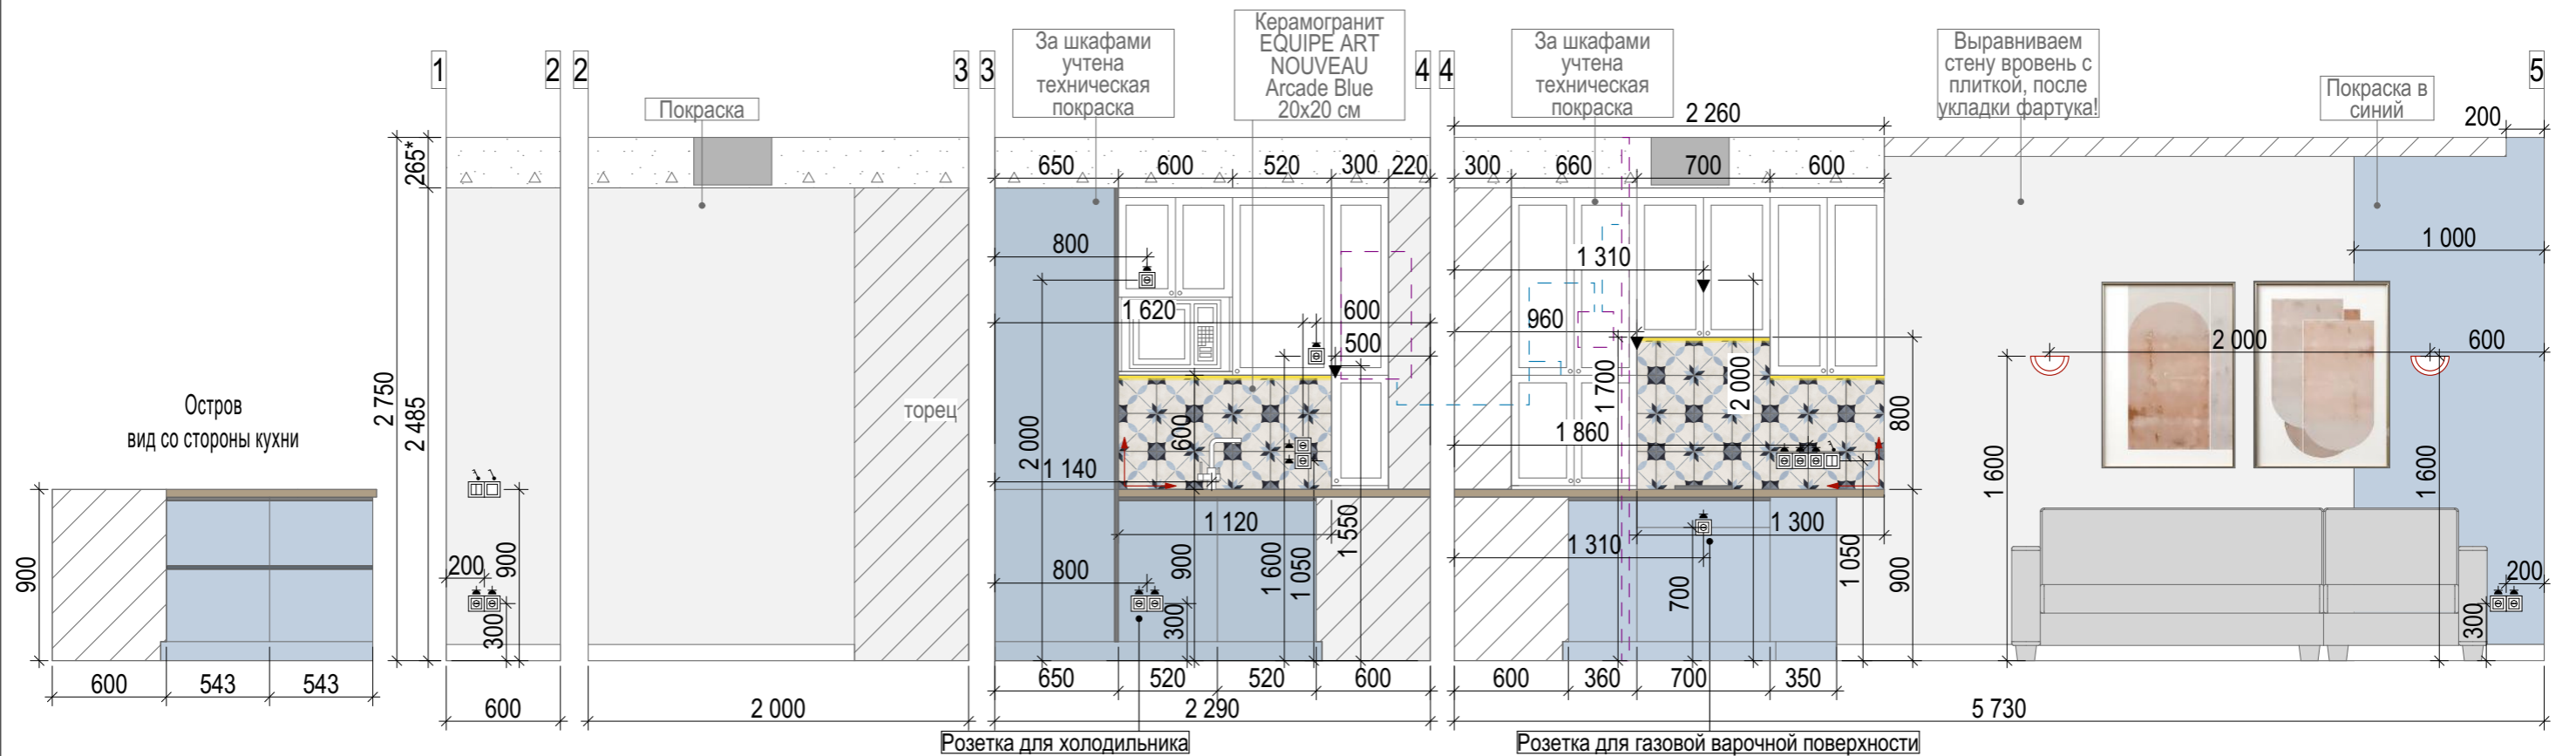 1
2
2
3
3
4
4
5
За шкафами
учтена
техническая
покраска
Керамогранит
EQUIPE ART
NOUVEAU
Arcade Blue
20x20 см
За шкафами
учтена
техническая
покраска
Выравниваем
стену вровень с
плиткой, после
укладки фартука!
Покраска в
синий
Покраска
2 260
200
265*
650
600
520
300
220
300
660
700
600
800
1 310
1 000
1 620
600
960
500
2 000
600
2 750
2 485
Остров
вид со стороны кухни
торец
2 000
600
1 140
1 700
2 000
1 860
800
1 600
1 600
900
200
900
300
1 120
900
1 600
1 050
1 550
800
300
1 310
1 300
700
1 050
900
200
300
600
543
543
650
520
520
600
600
360
700
350
600
2 000
2 290
5 730
Розетка для холодильника
Розетка для газовой варочной поверхности